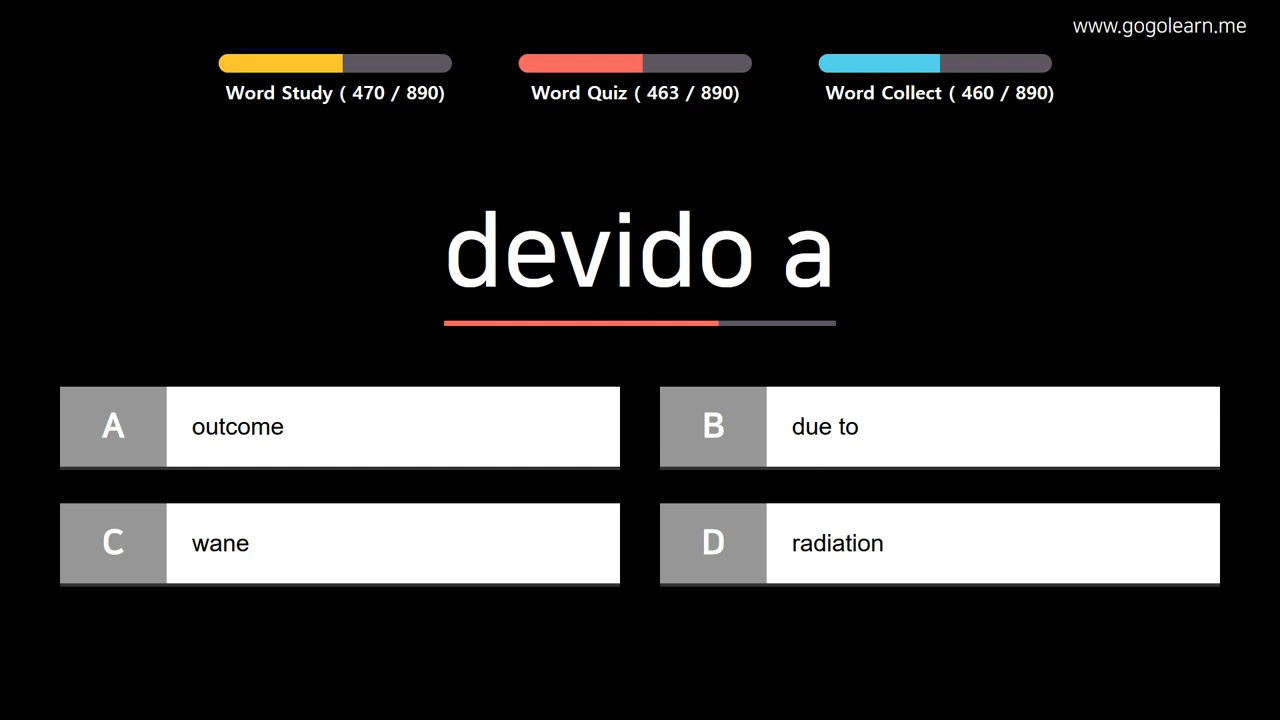 www.gogolearn.me
Word Study ( 470 / 890)
Word Quiz ( 463 / 890)
Word Collect ( 460 / 890)
devido a
A
outcome
B
due to
C
wane
D
radiation